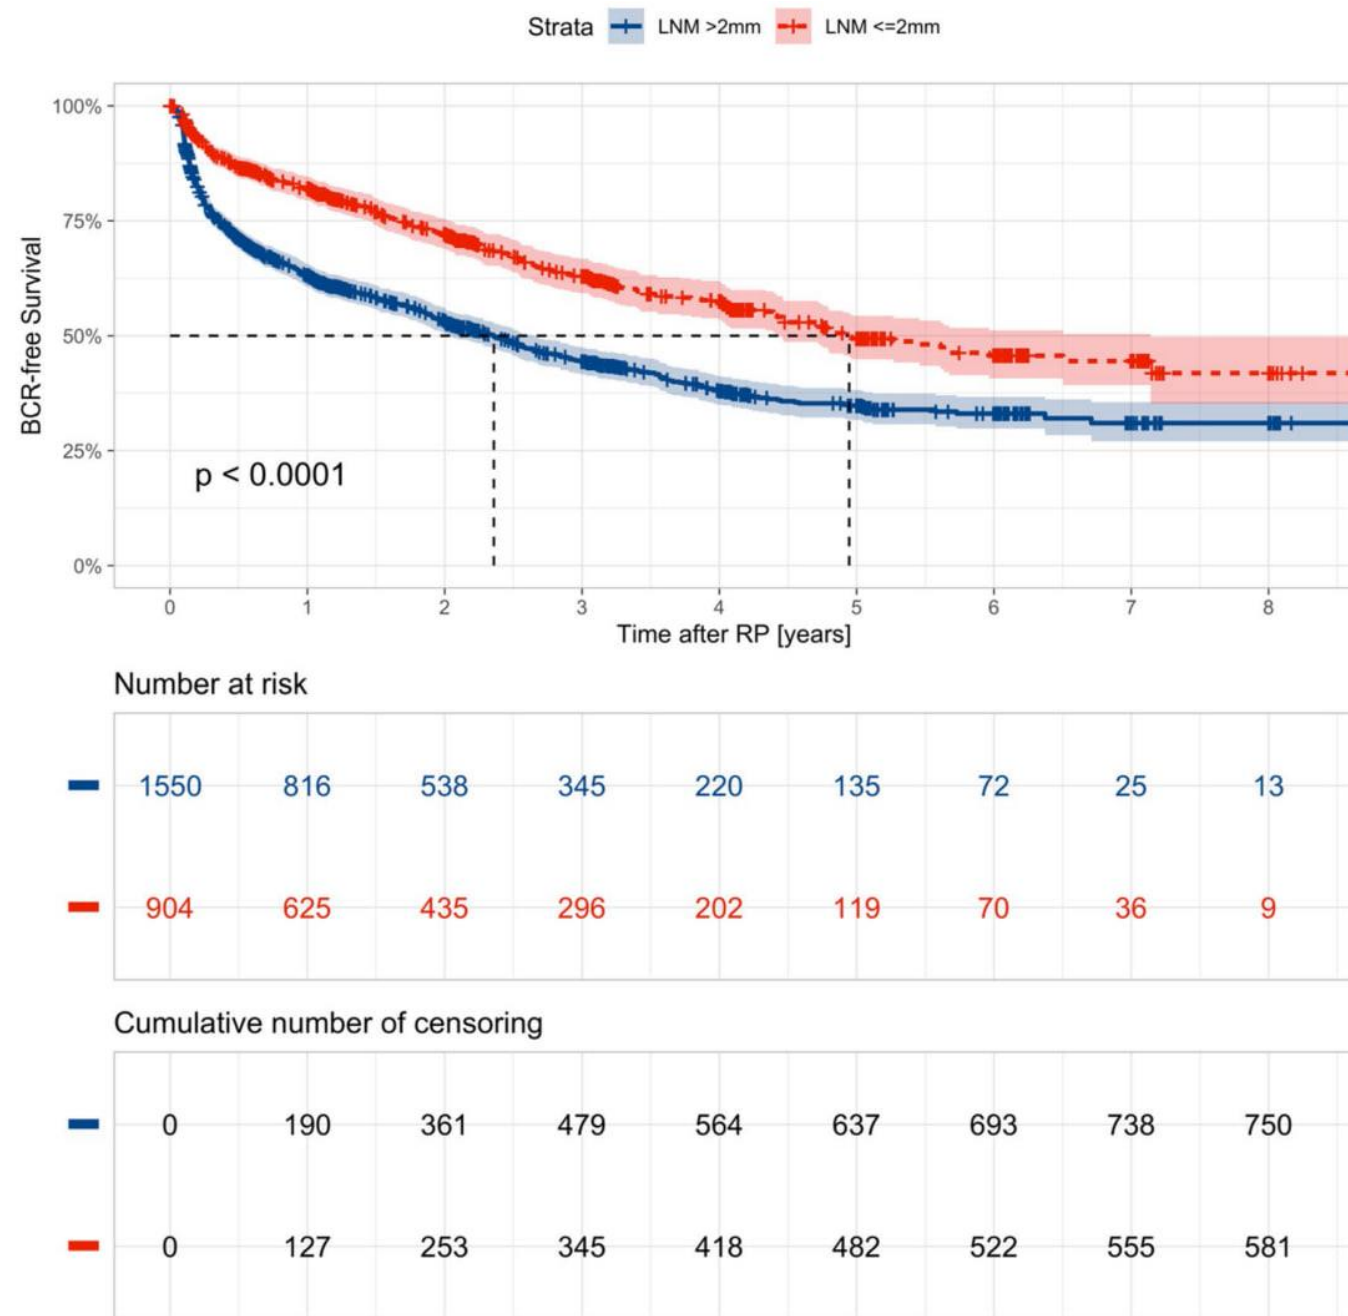 Strata LNM >2mm LNM <=2mm
100%
75%
50%
25%
0%
BCR-free Survival
p < 0.0001
0 1 2 3 4 5 6 7 8
Time after RP [years]
Number at risk
1550 816 538 345 220 135 72 25 13
904 625 435 296 202 119 70 36 9
Cumulative number of censoring
0 190 361 479 564 637 693 738 750
0 127 253 345 418 482 522 555 581